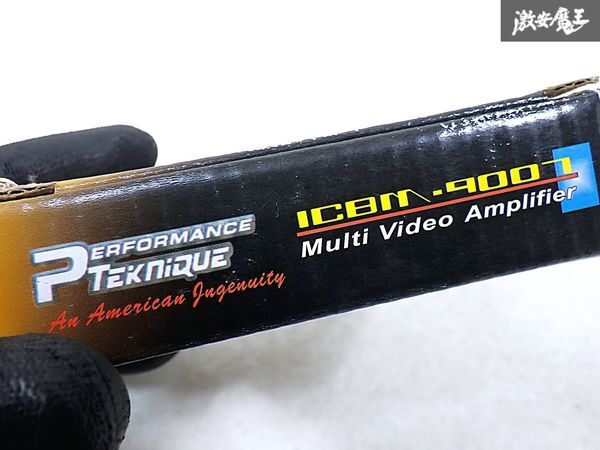 激安魔王
PERFORMANCE
TEKNIQUE
An American Ingenuity
ICBM-9007
Multi Video Amplifier